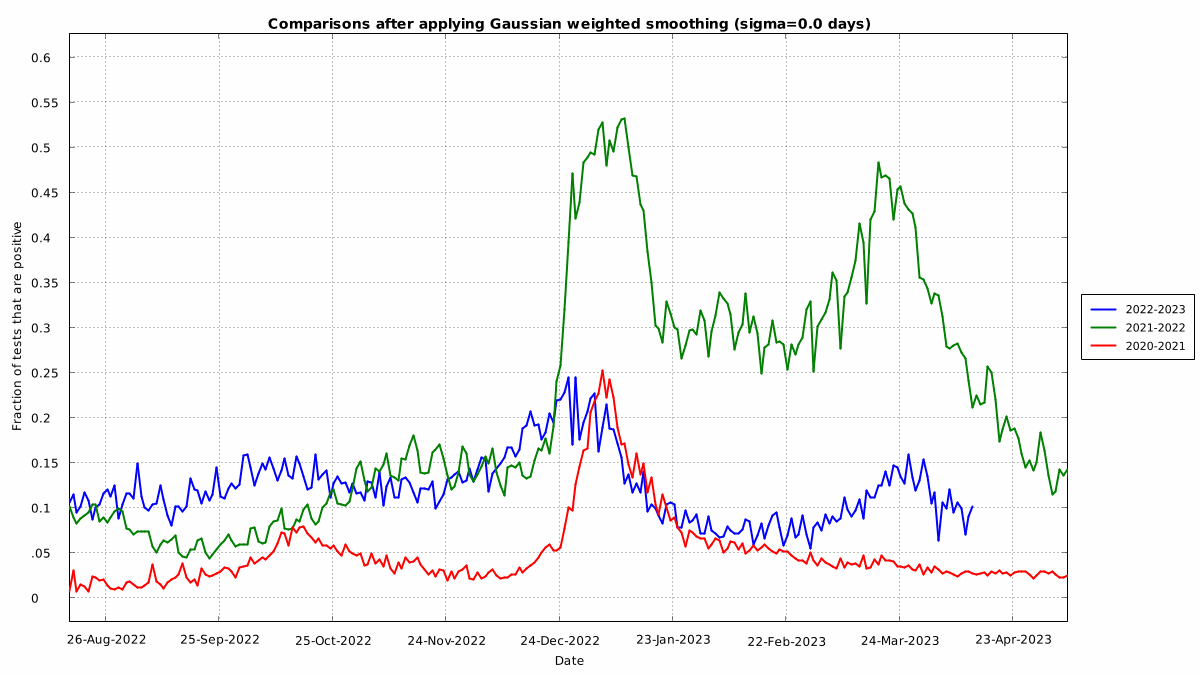 Comparisons after applying Gaussian weighted smoothing (sigma=0.0 days)
Fraction of tests that are positive
0.6
0.55
0.5
0.45
0.4
0.35
0.3
0.25
0.2
0.15
0.1
.05
0
26-Aug-2022
25-Sep-2022
25-Oct-2022
24-Nov-2022
24-Dec-2022
23-Jan-2023
22-Feb-2023
24-Mar-2023
23-Apr-2023
Date
2022-2023
2021-2022
2020-2021